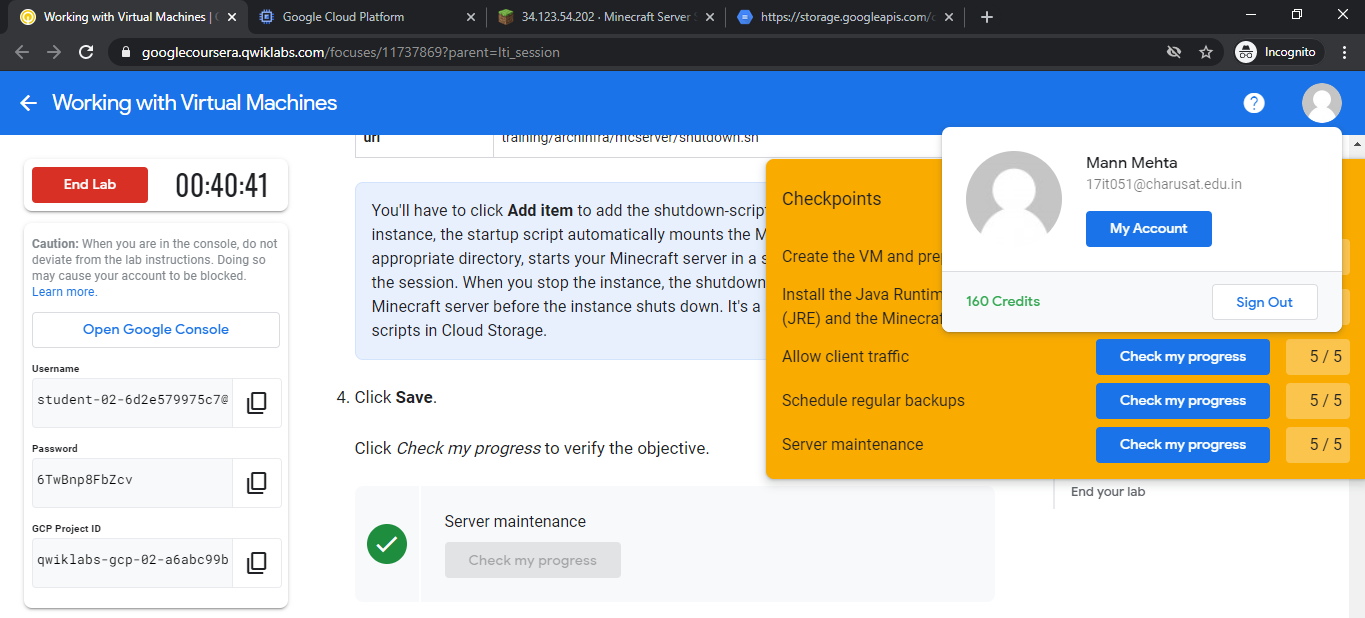 Working with Virtual Machines |
Google Cloud Platform
34.123.54.202 · Minecraft Server
https://storage.googleapis.com/
googlecoursera.qwiklabs.com/focuses/11737869?parent=lti_session
Incognito
Working with Virtual Machines
End Lab
00:40:41
Caution: When you are in the console, do not
deviate from the lab instructions. Doing so
may cause your account to be blocked.
Learn more.
Open Google Console
Username
student-02-6d2e579975c7@
Password
6TwBnp8FbZcv
GCP Project ID
qwiklabs-gcp-02-a6abc99b
url
training/archinfra/mcserver/shutdown.sh
You'll have to click Add item to add the shutdown-script
instance, the startup script automatically mounts the M
appropriate directory, starts your Minecraft server in a s
the session. When you stop the instance, the shutdown
Minecraft server before the instance shuts down. It's a
scripts in Cloud Storage.
4. Click Save.
Click Check my progress to verify the objective.
Server maintenance
Check my progress
Checkpoints
Create the VM and prep
Install the Java Runtim
(JRE) and the Minecraf
Allow client traffic
Check my progress
5 / 5
Schedule regular backups
Check my progress
5 / 5
Server maintenance
Check my progress
5 / 5
End your lab
Mann Mehta
17it051@charusat.edu.in
My Account
160 Credits
Sign Out